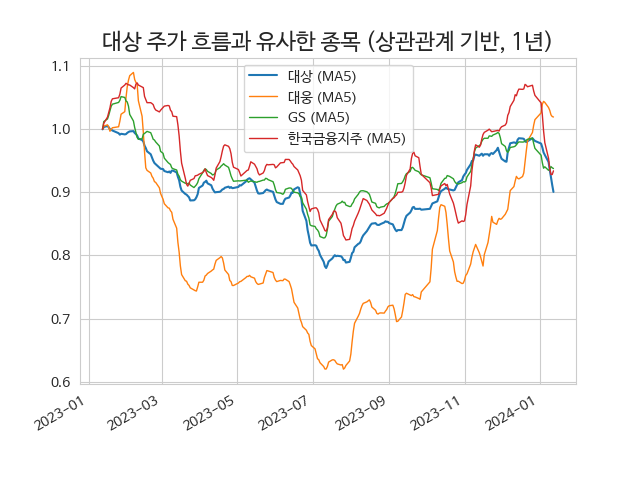 대상 주가 흐름과 유사한 종목 (상관관계 기반, 1년)
대상 (MA5)
대웅 (MA5)
GS (MA5)
한국금융지주 (MA5)
1.1
1.0
0.9
0.8
0.7
0.6
2023-01
2023-03
2023-05
2023-07
2023-09
2023-11
2024-01